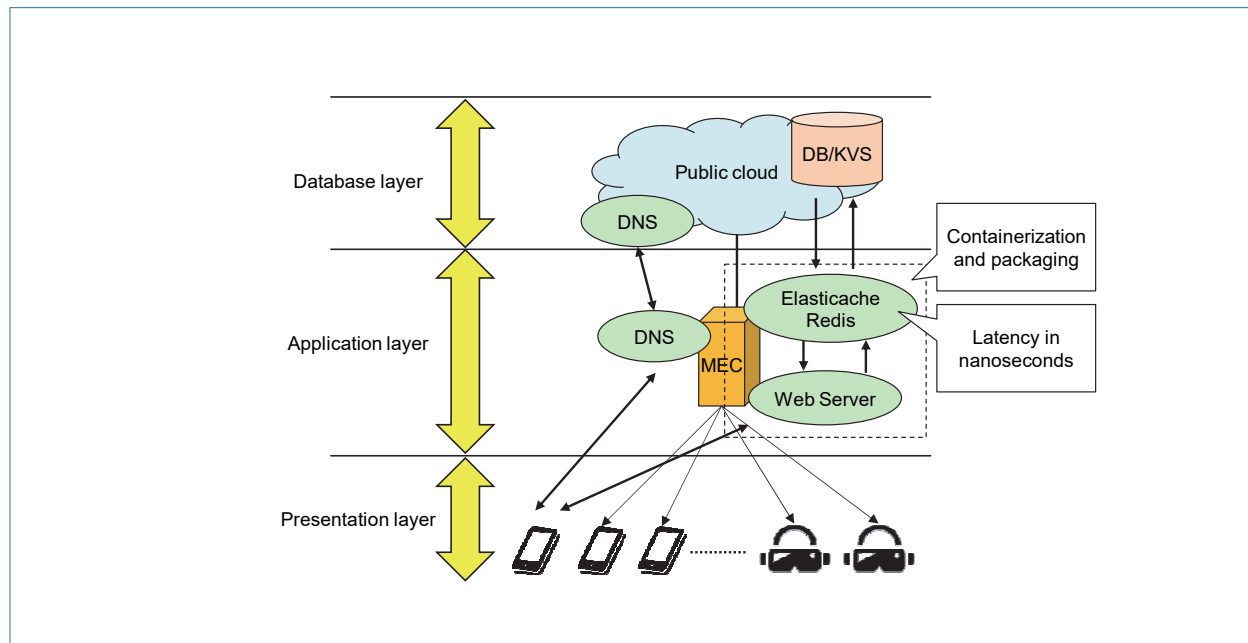 Database layer
Public cloud
DB/KVS
DNS
Containerization
and packaging
Application layer
DNS
MEC
Elasticache
Redis
Latency in
nanoseconds
Web Server
Presentation layer